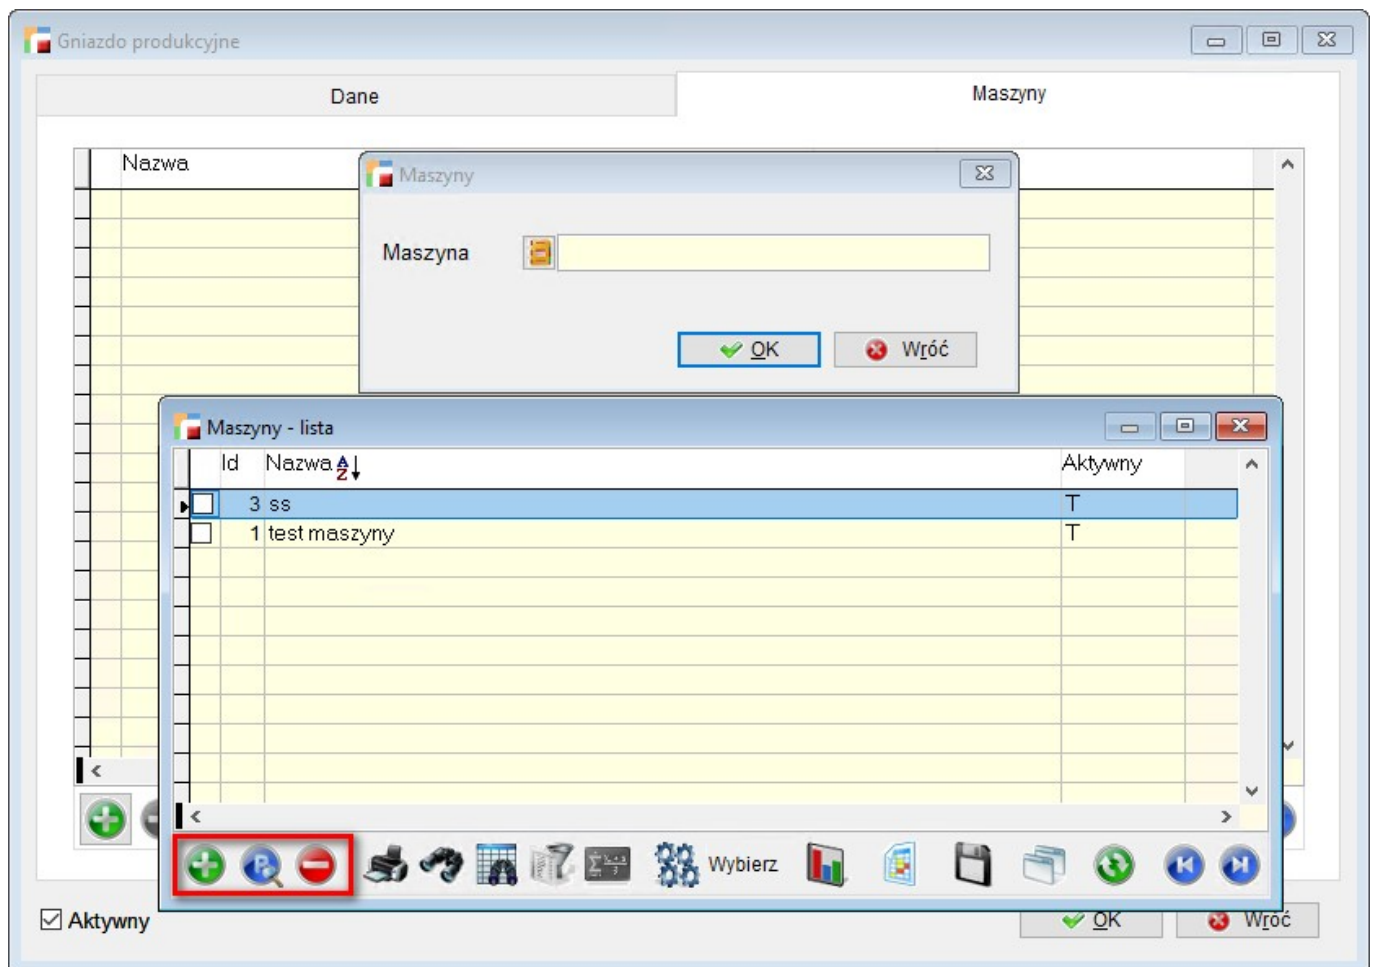 Gniazdo produkcyjne
Dane
Maszyny
Nazwa
Maszyny
Maszyna
OK
Wróć
Maszyny - lista
Id Nazwa AZ Aktywny
3 ss T
1 test maszyny T
P Wybierz
Aktywny
OK
Wróć